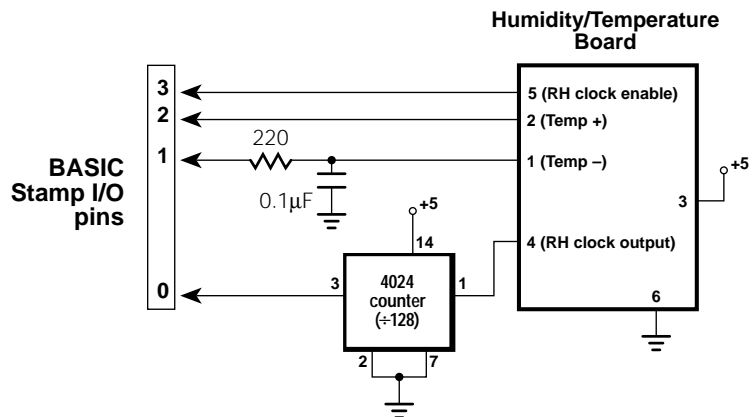 Humidity/Temperature
Board
3
2
1
0
BASIC
Stamp I/O
pins
220
0.1µF
5 (RH clock enable)
2 (Temp +)
1 (Temp –)
4 (RH clock output)
3
+5
6
+5
14
3
4024
counter
(÷128)
1
2
7